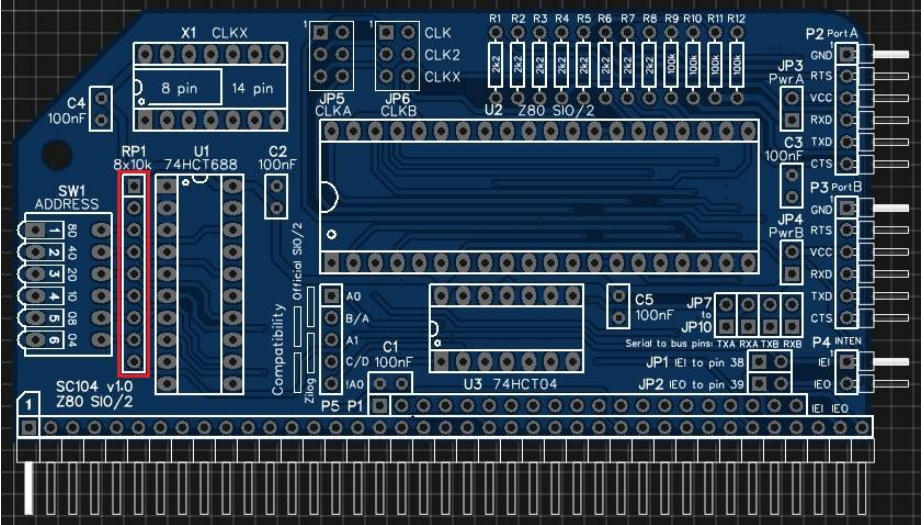 X1 CLKX
8 pin 14 pin
C4
100nF
1
JP5
CLKA
1
CLK
CLK2
CLKX
JP6
CLKB
R1 R2 R3 R4 R5 R6 R7 R8 R9 R10 R11 R12
2k2 2k2 2k2 2k2 2k2 2k2 2k2 2k2 100k 100k 100k 100k
P2 Port A
1
GND
RTS
VCC
RXD
TXD
CTS
JP3
PwrA
U2 Z80 SIO/2
RP1
8x10k
U1
74HCT688
C2
100nF
C3
100nF
SW1
ADDRESS
1 80
2 40
3 20
4 10
5 08
6 04
P3 Port B
1
GND
RTS
VCC
RXD
TXD
CTS
JP4
PwrB
Compatibility
Official SIO/2
Zilog
A0
B/A
A1
C/D
!A0
P5 P1
C1
100nF
U3 74HCT04
C5
100nF
JP7
to
JP10
Serial to bus pins: TXA RXA TXB RXB
JP1 IEI to pin 38
JP2 IEO to pin 39
P4 INTEN
1
IEI
IEO
IEI IEO
SC104 v1.0
Z80 SIO/2
1